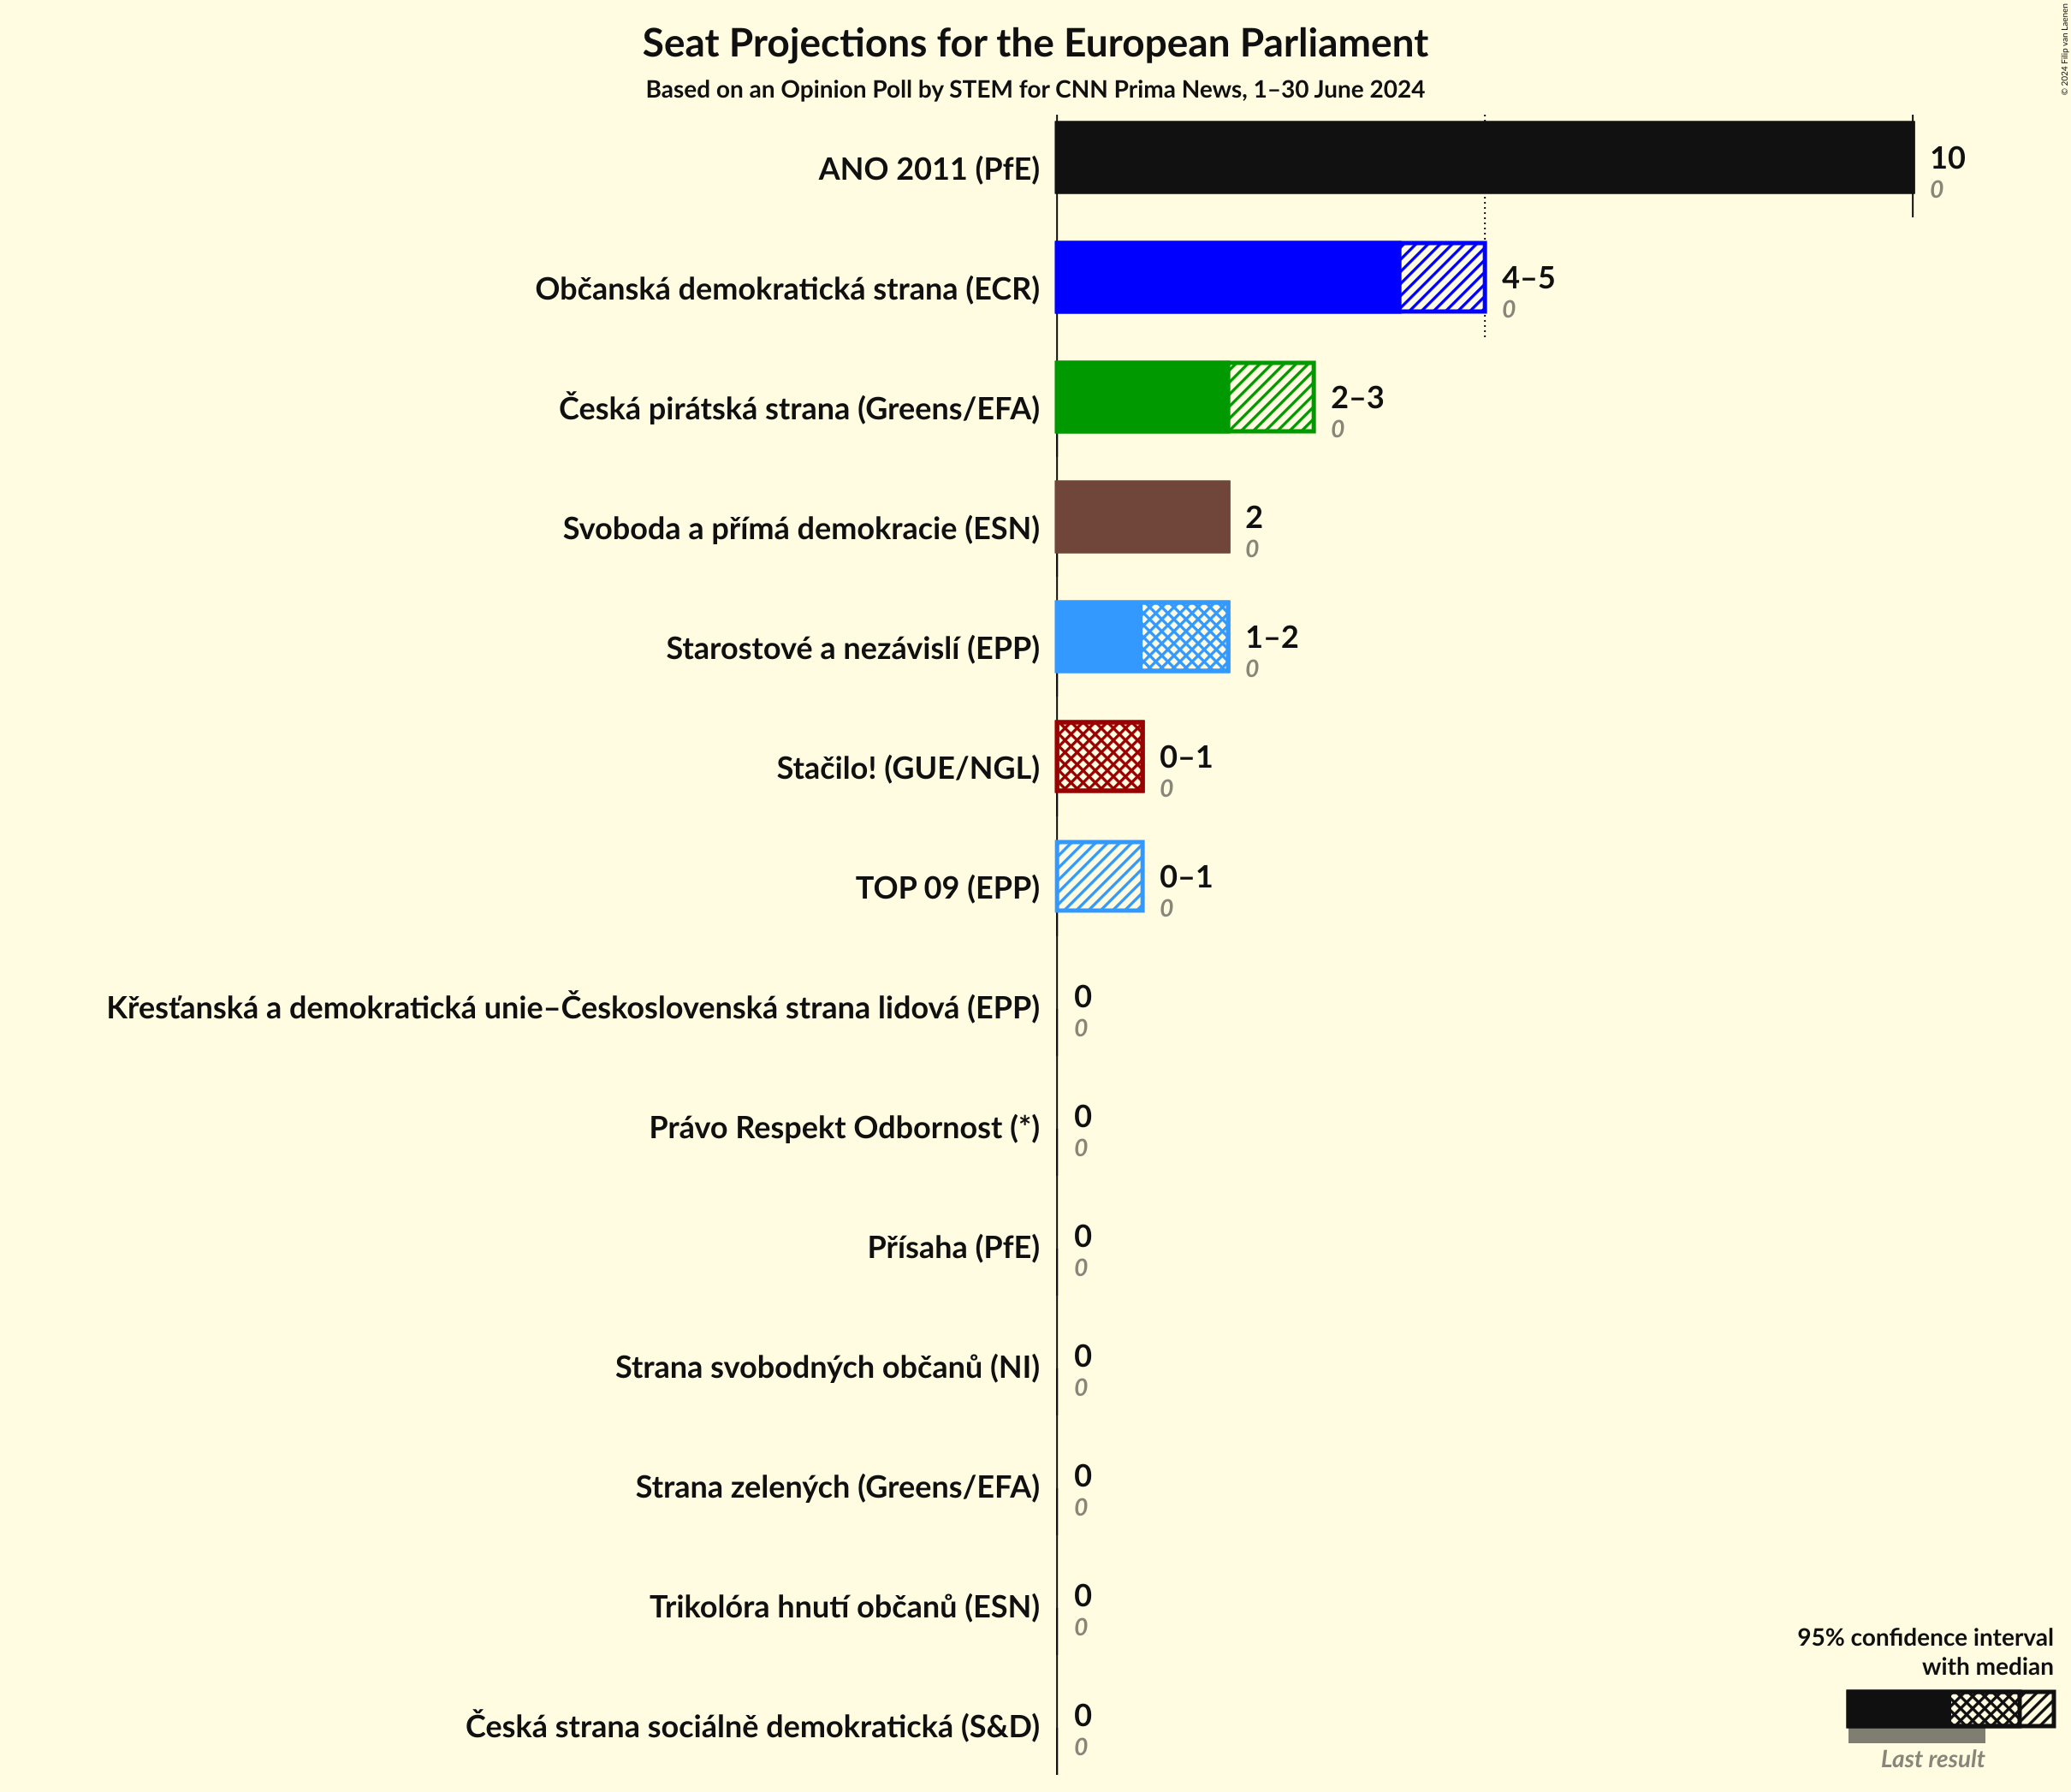 Seat Projections for the European Parliament
Based on an Opinion Poll by STEM for CNN Prima News, 1–30 June 2024
© 2024 Filip van Laenen
ANO 2011 (PfE)
10
0
Občanská demokratická strana (ECR)
4–5
0
Česká pirátská strana (Greens/EFA)
2–3
0
Svoboda a přímá demokracie (ESN)
2
0
Starostové a nezávislí (EPP)
1–2
0
Stačilo! (GUE/NGL)
0–1
0
TOP 09 (EPP)
0–1
0
Křesťanská a demokratická unie–Československá strana lidová (EPP)
0
0
Právo Respekt Odbornost (*)
0
0
Přísaha (PfE)
0
0
Strana svobodných občanů (NI)
0
0
Strana zelených (Greens/EFA)
0
0
Trikolóra hnutí občanů (ESN)
0
0
Česká strana sociálně demokratická (S&D)
0
0
95% confidence interval
with median
Last result